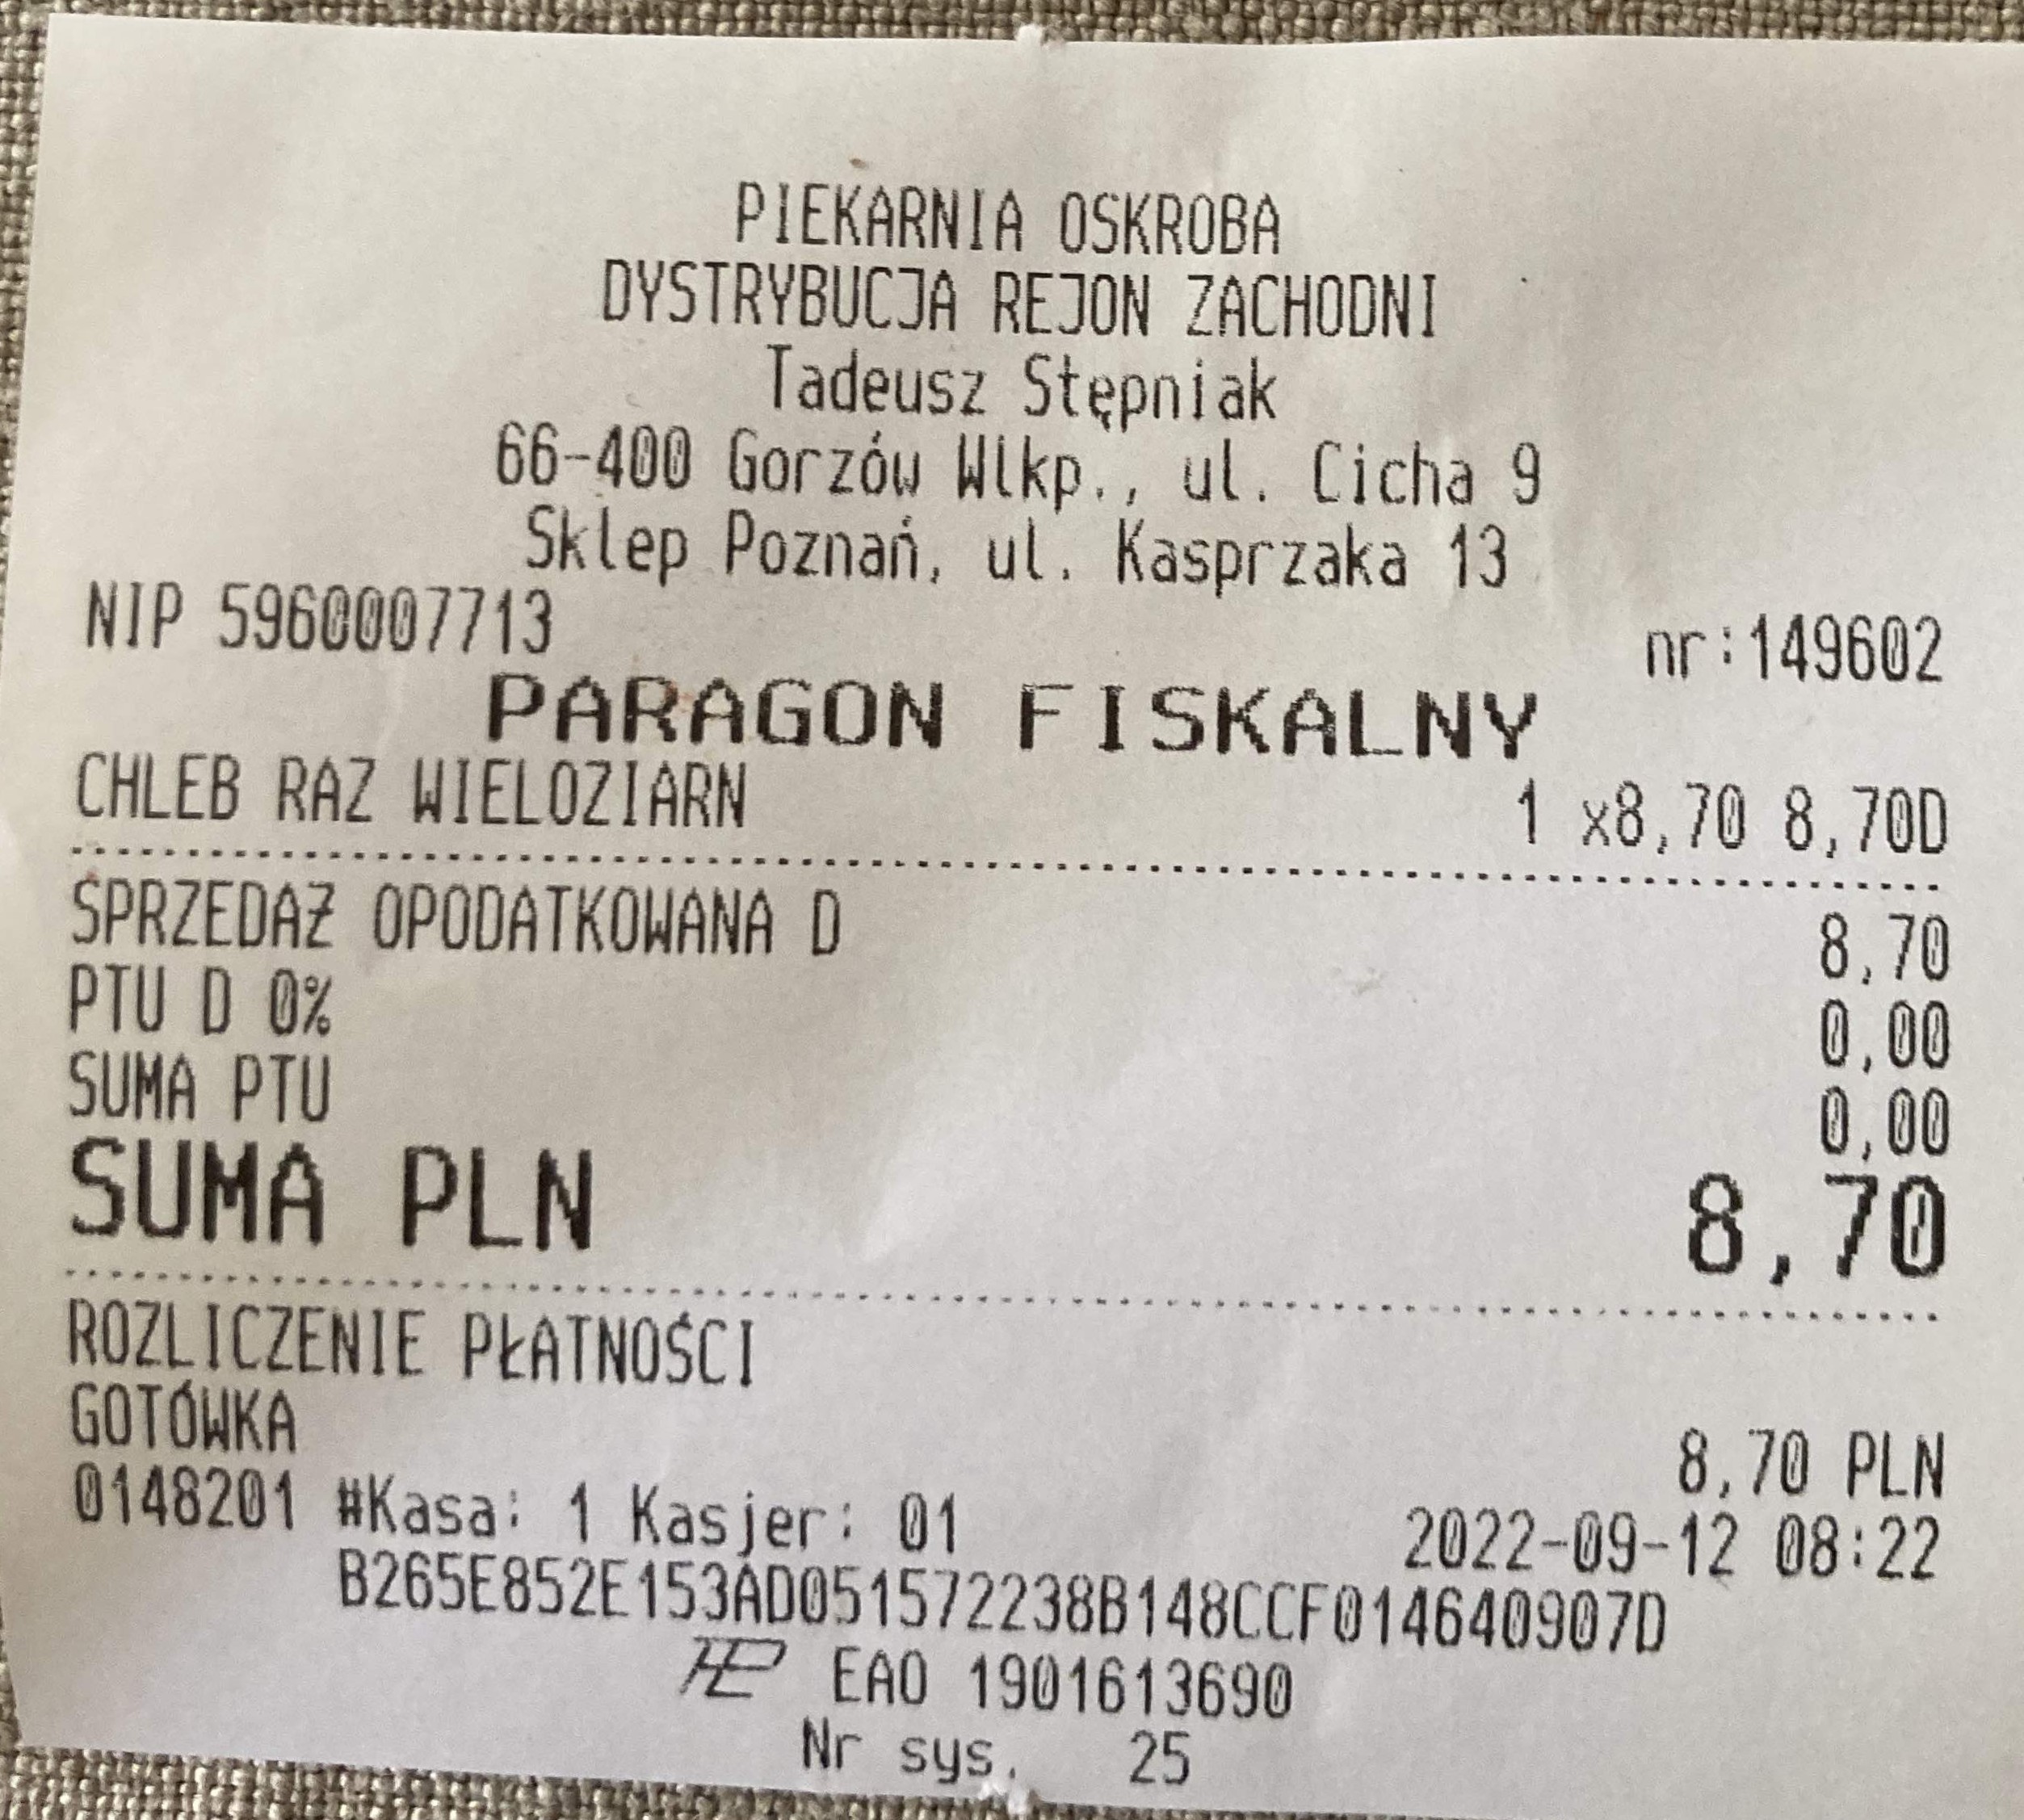 PIEKARNIA OSKROBA
DYSTRYBUCJA REJON ZACHODNI
Tadeusz Stępniak
66-400 Gorzów Wlkp., ul. Cicha 9
Sklep Poznań, ul. Kasprzaka 13
NIP 5960007713 nr:149602
PARAGON FISKALNY
CHLEB RAZ WIELOZIARN 1 x8,70 8,70D
SPRZEDAŻ OPODATKOWANA D 8,70
PTU D 0% 0,00
SUMA PTU 0,00
SUMA PLN 8,70
ROZLICZENIE PŁATNOŚCI
GOTÓWKA 8,70 PLN
0148201 #Kasa: 1 Kasjer: 01 2022-09-12 08:22
B265E852E153AD051572238B148CCF014640907D
EAO 1901613690
Nr sys. 25